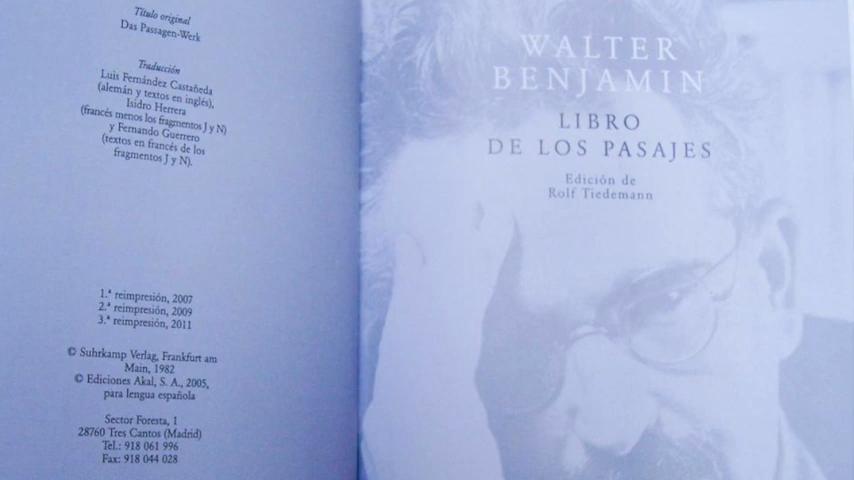 Título original
Das Passagen-Werk
Traducción
Luis Fernández Castañeda
(alemán y textos en inglés),
Isidro Herrera
(francés menos los fragmentos J y N)
y Fernando Guerrero
(textos en francés de los
fragmentos J y N).
1.ª reimpresión, 2007
2.ª reimpresión, 2009
3.ª reimpresión, 2011
© Suhrkamp Verlag, Frankfurt am
Main, 1982
© Ediciones Akal, S. A., 2005,
para lengua española
Sector Foresta, 1
28760 Tres Cantos (Madrid)
Tel.: 918 061 996
Fax: 918 044 028
WALTER
BENJAMIN
LIBRO
DE LOS PASAJES
Edición de
Rolf Tiedemann